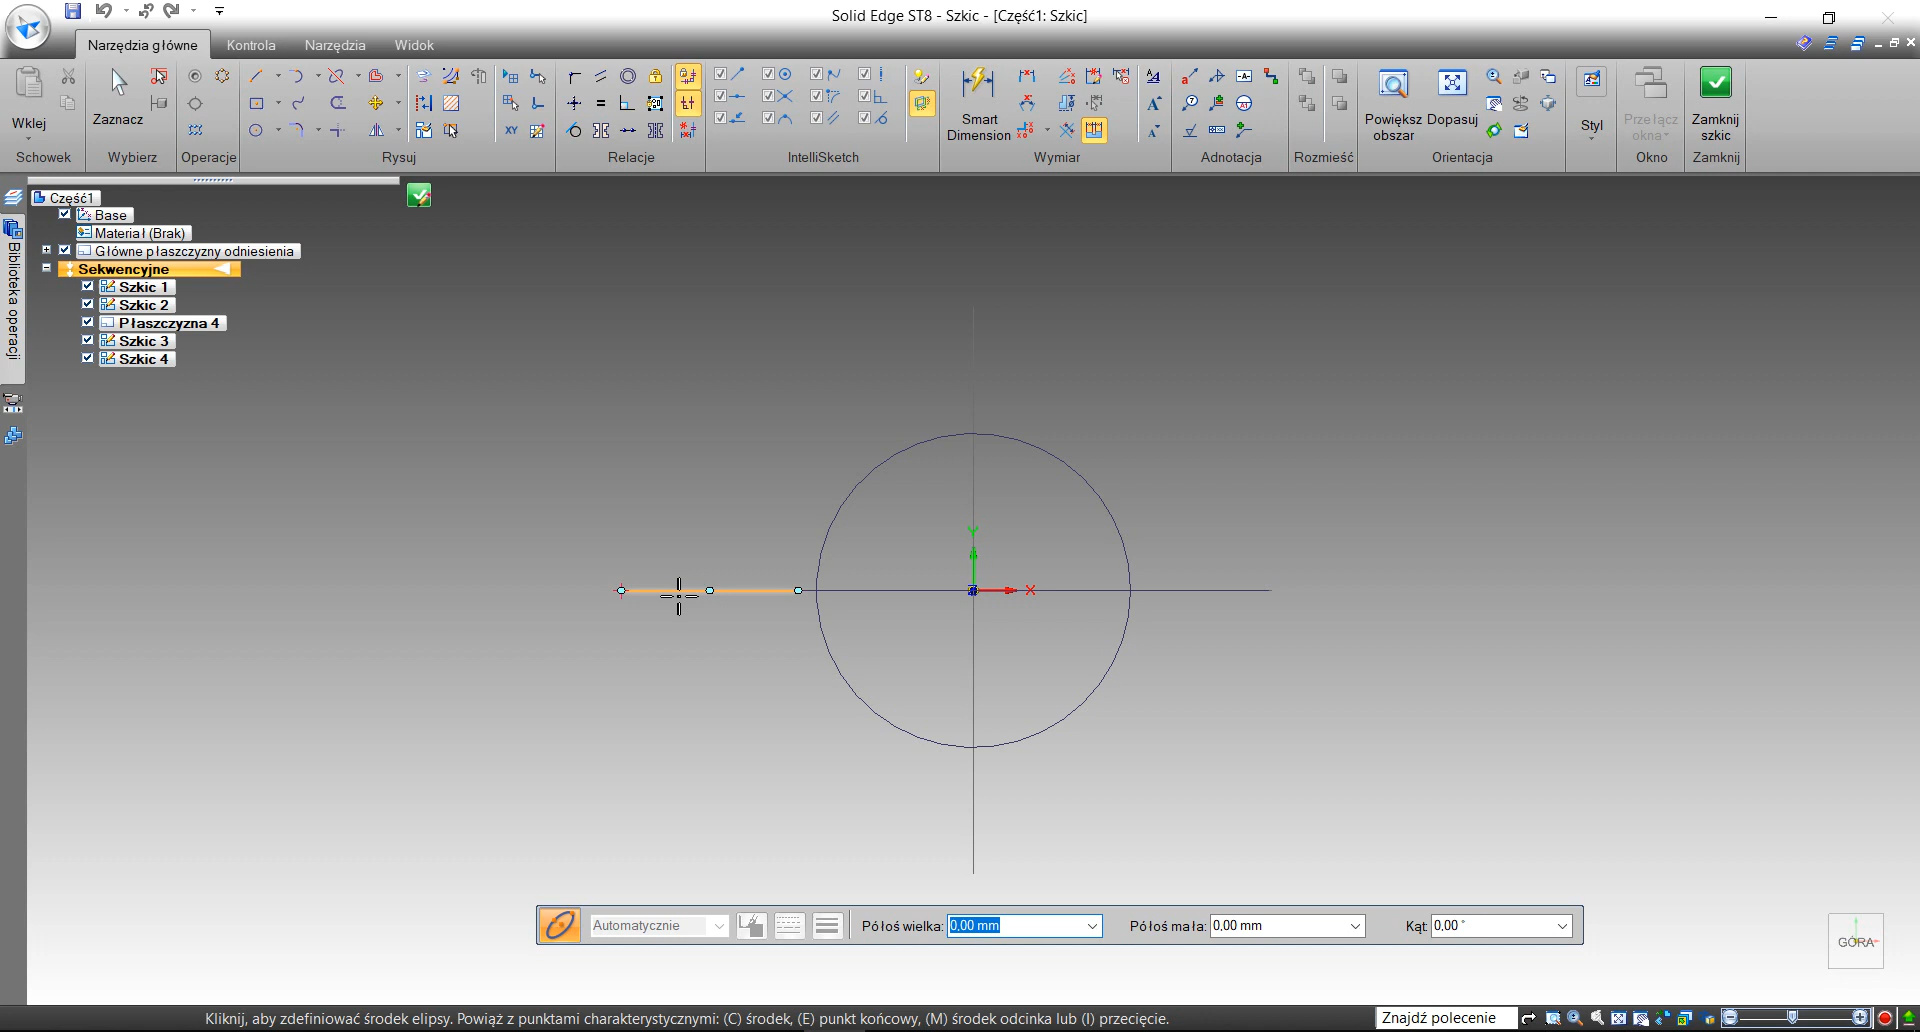 Solid Edge ST8 - Szkic - [Część1: Szkic]
Narzędzia główne
Kontrola
Narzędzia
Widok
Wklej
Zaznacz
Smart
Dimension
Powiększ
obszar
Dopasuj
Styl
Przełącz
okna
Zamknij
szkic
Schowek
Wybierz
Operacje
Rysuj
Relacje
IntelliSketch
Wymiar
Adnotacja
Rozmieść
Orientacja
Okno
Zamknij
Biblioteka operacji
Część1
Base
Materiał (Brak)
Główne płaszczyzny odniesienia
Sekwencyjne
Szkic 1
Szkic 2
Płaszczyzna 4
Szkic 3
Szkic 4
Y
X
Automatycznie
Półoś wielka: 0,00 mm
Półoś mała: 0,00 mm
Kąt: 0,00 °
GÓRA
Kliknij, aby zdefiniować środek elipsy. Powiąż z punktami charakterystycznymi: (C) środek, (E) punkt końcowy, (M) środek odcinka lub (I) przecięcie.
Znajdź polecenie